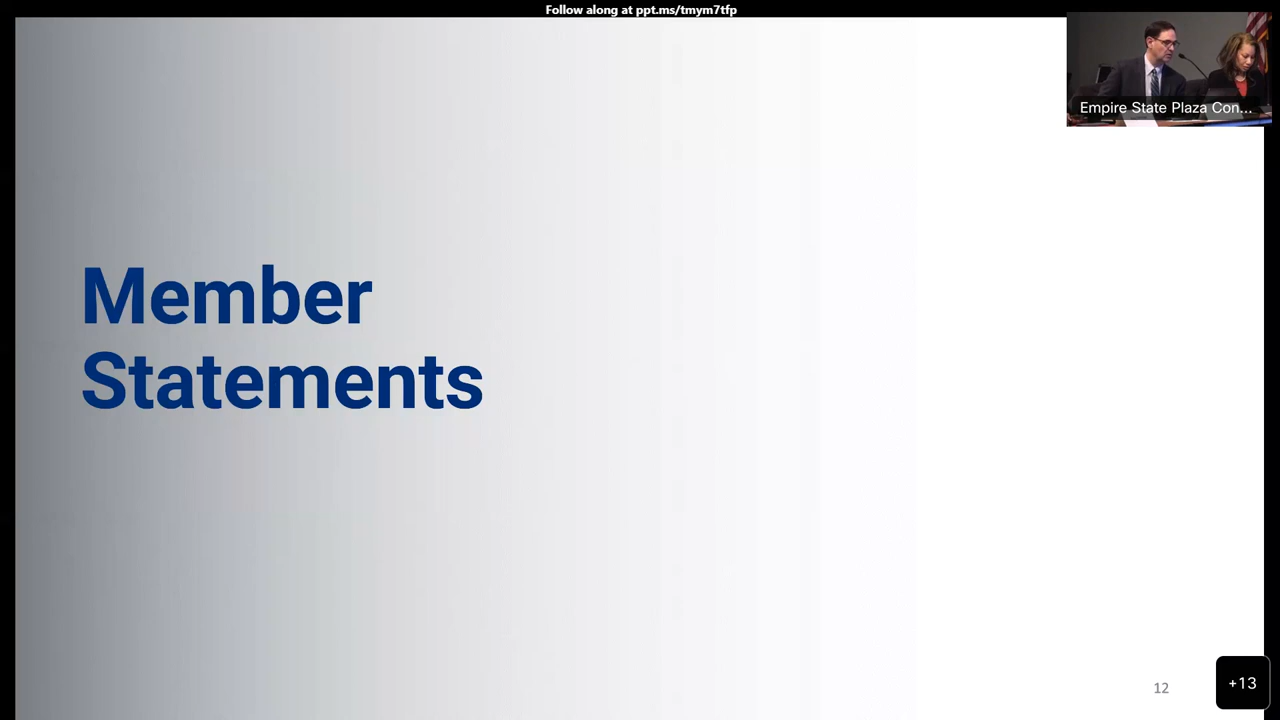 Follow along at ppt.ms/tmym7tfp
Empire State Plaza Con...
Member
Statements
12
+13